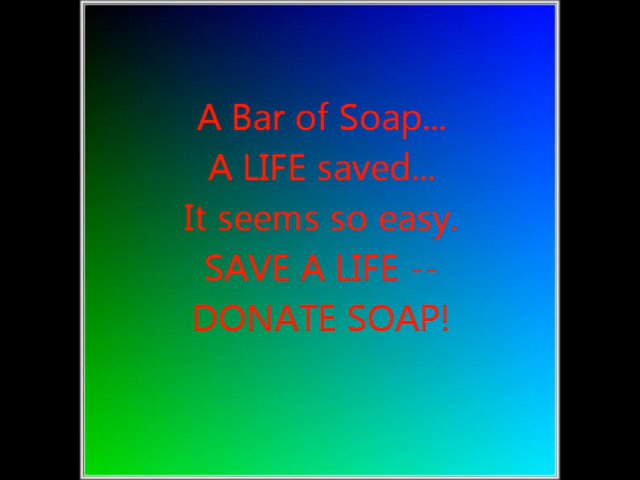 A Bar of Soap...
A LIFE saved...
It seems so easy.
SAVE A LIFE --
DONATE SOAP!